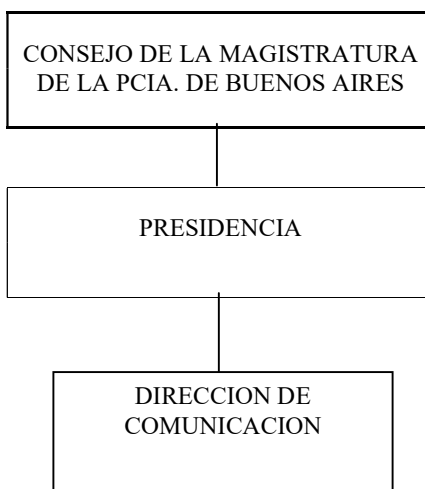 CONSEJO DE LA MAGISTRATURA
DE LA PCIA. DE BUENOS AIRES
PRESIDENCIA
DIRECCION DE
COMUNICACION